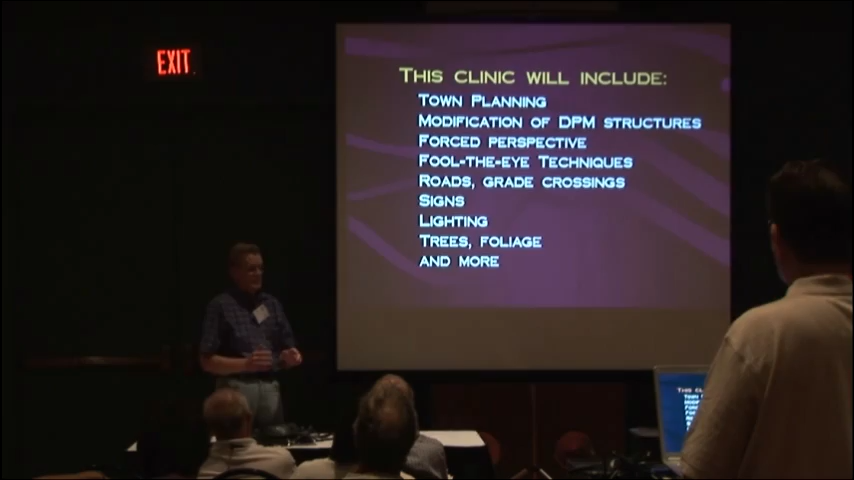 EXIT
THIS CLINIC WILL INCLUDE:
TOWN PLANNING
MODIFICATION OF DPM STRUCTURES
FORCED PERSPECTIVE
FOOL-THE-EYE TECHNIQUES
ROADS, GRADE CROSSINGS
SIGNS
LIGHTING
TREES, FOLIAGE
AND MORE